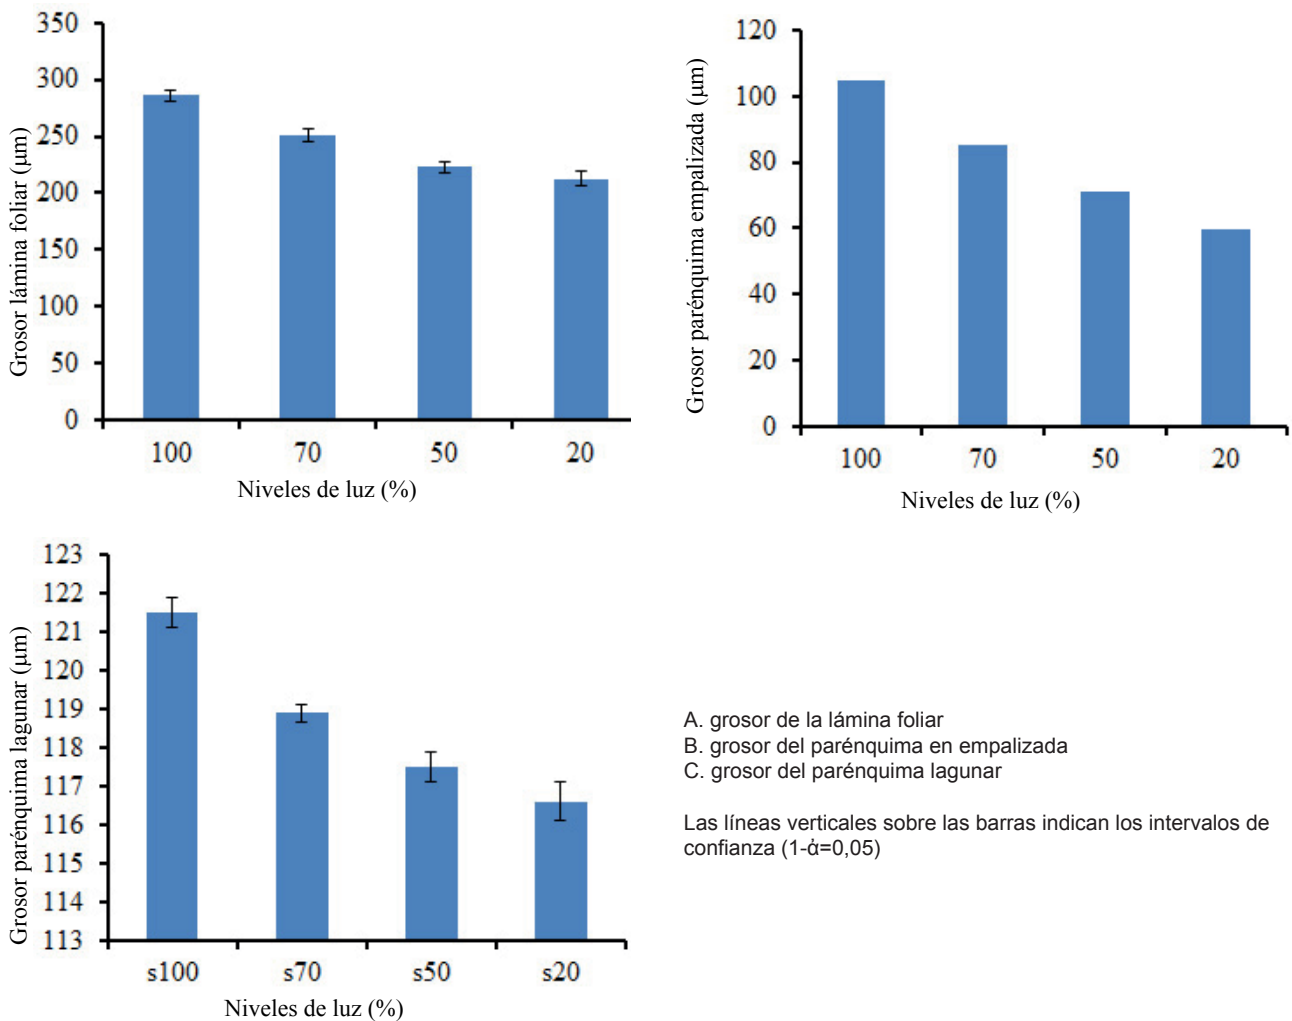 350
300
250
200
150
100
50
0
Grosor lámina foliar (µm)
100 70 50 20
Niveles de luz (%)
120
100
80
60
40
20
0
Grosor parénquima empalizada (µm)
100 70 50 20
Niveles de luz (%)
123
122
121
120
119
118
117
116
115
114
113
Grosor parénquima lagunar (µm)
s100 s70 s50 s20
Niveles de luz (%)
A. grosor de la lámina foliar
B. grosor del parénquima en empalizada
C. grosor del parénquima lagunar
Las líneas verticales sobre las barras indican los intervalos de
confianza (1-ἀ=0,05)